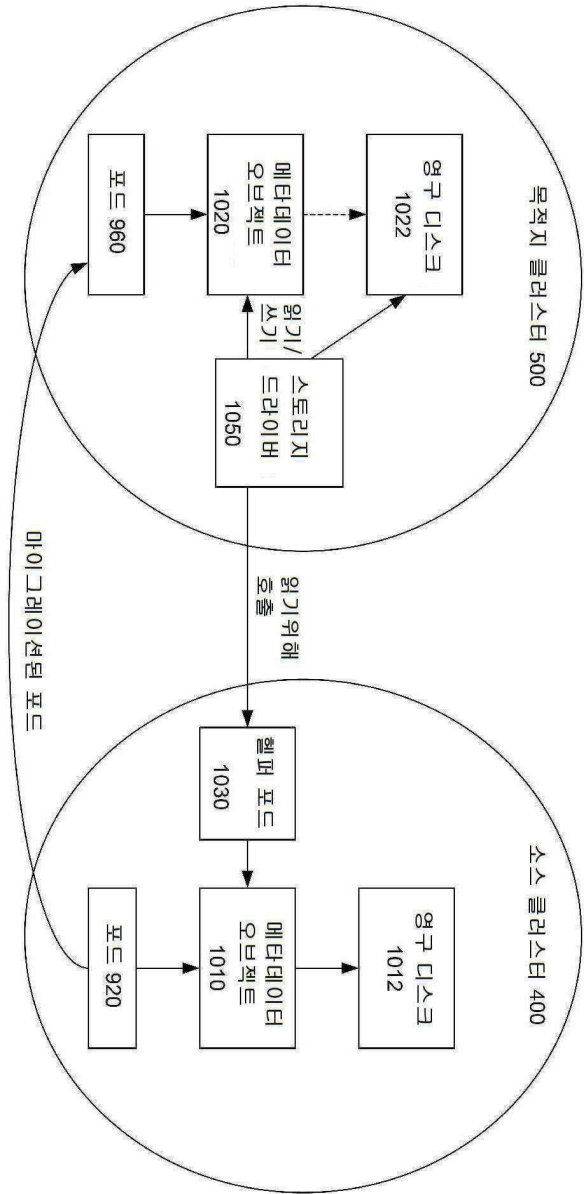 목적지 클러스터 500
영구 디스크
1022
메타데이터
오브젝트
1020
포드 960
읽기/
쓰기
스토리지
드라이버
1050
읽기위해
호출
소스 클러스터 400
영구 디스크
1012
헬퍼 포드
1030
메타데이터
오브젝트
1010
포드 920
마이그레이션된 포드